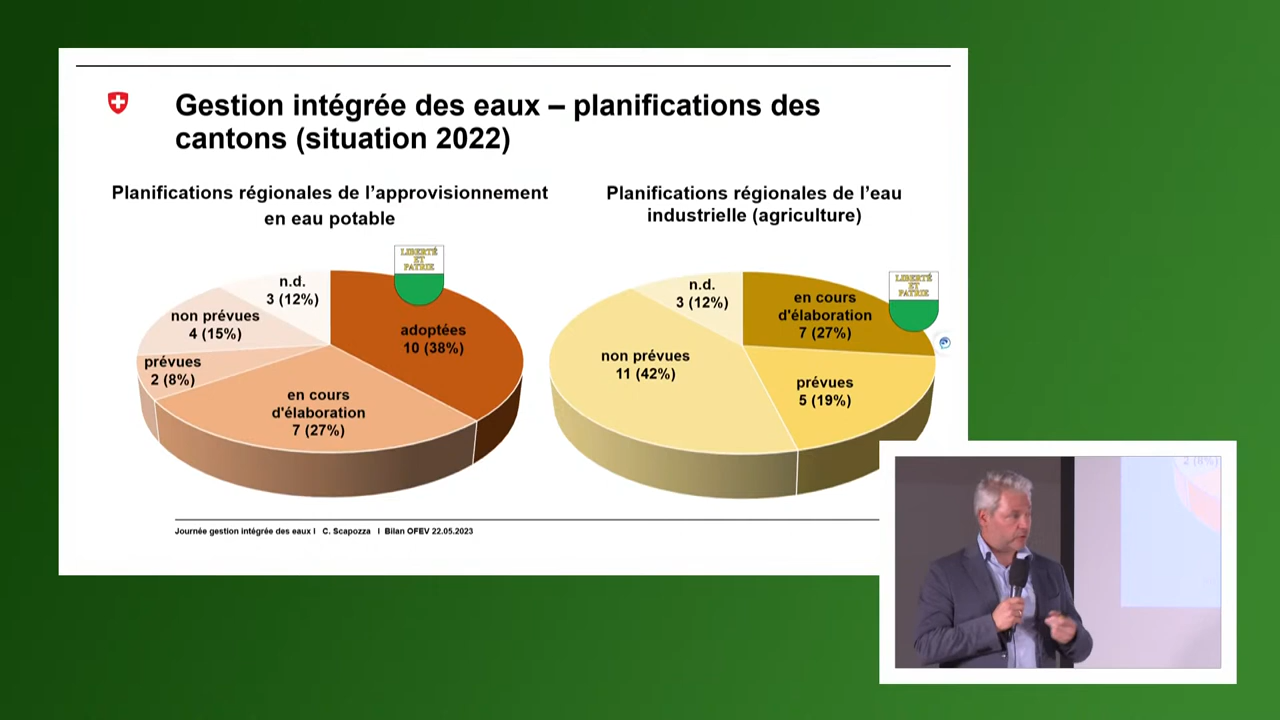 Gestion intégrée des eaux – planifications des
cantons (situation 2022)
Planifications régionales de l’approvisionnement
en eau potable
LIBERTÉ
ET
PATRIE
n.d.
3 (12%)
non prévues
4 (15%)
adoptées
10 (38%)
prévues
2 (8%)
en cours
d'élaboration
7 (27%)
Planifications régionales de l’eau
industrielle (agriculture)
LIBERTÉ
ET
PATRIE
n.d.
3 (12%)
en cours
d'élaboration
7 (27%)
non prévues
11 (42%)
prévues
5 (19%)
Journée gestion intégrée des eaux I C. Scapozza I Bilan OFEV 22.05.2023
2 (8%)